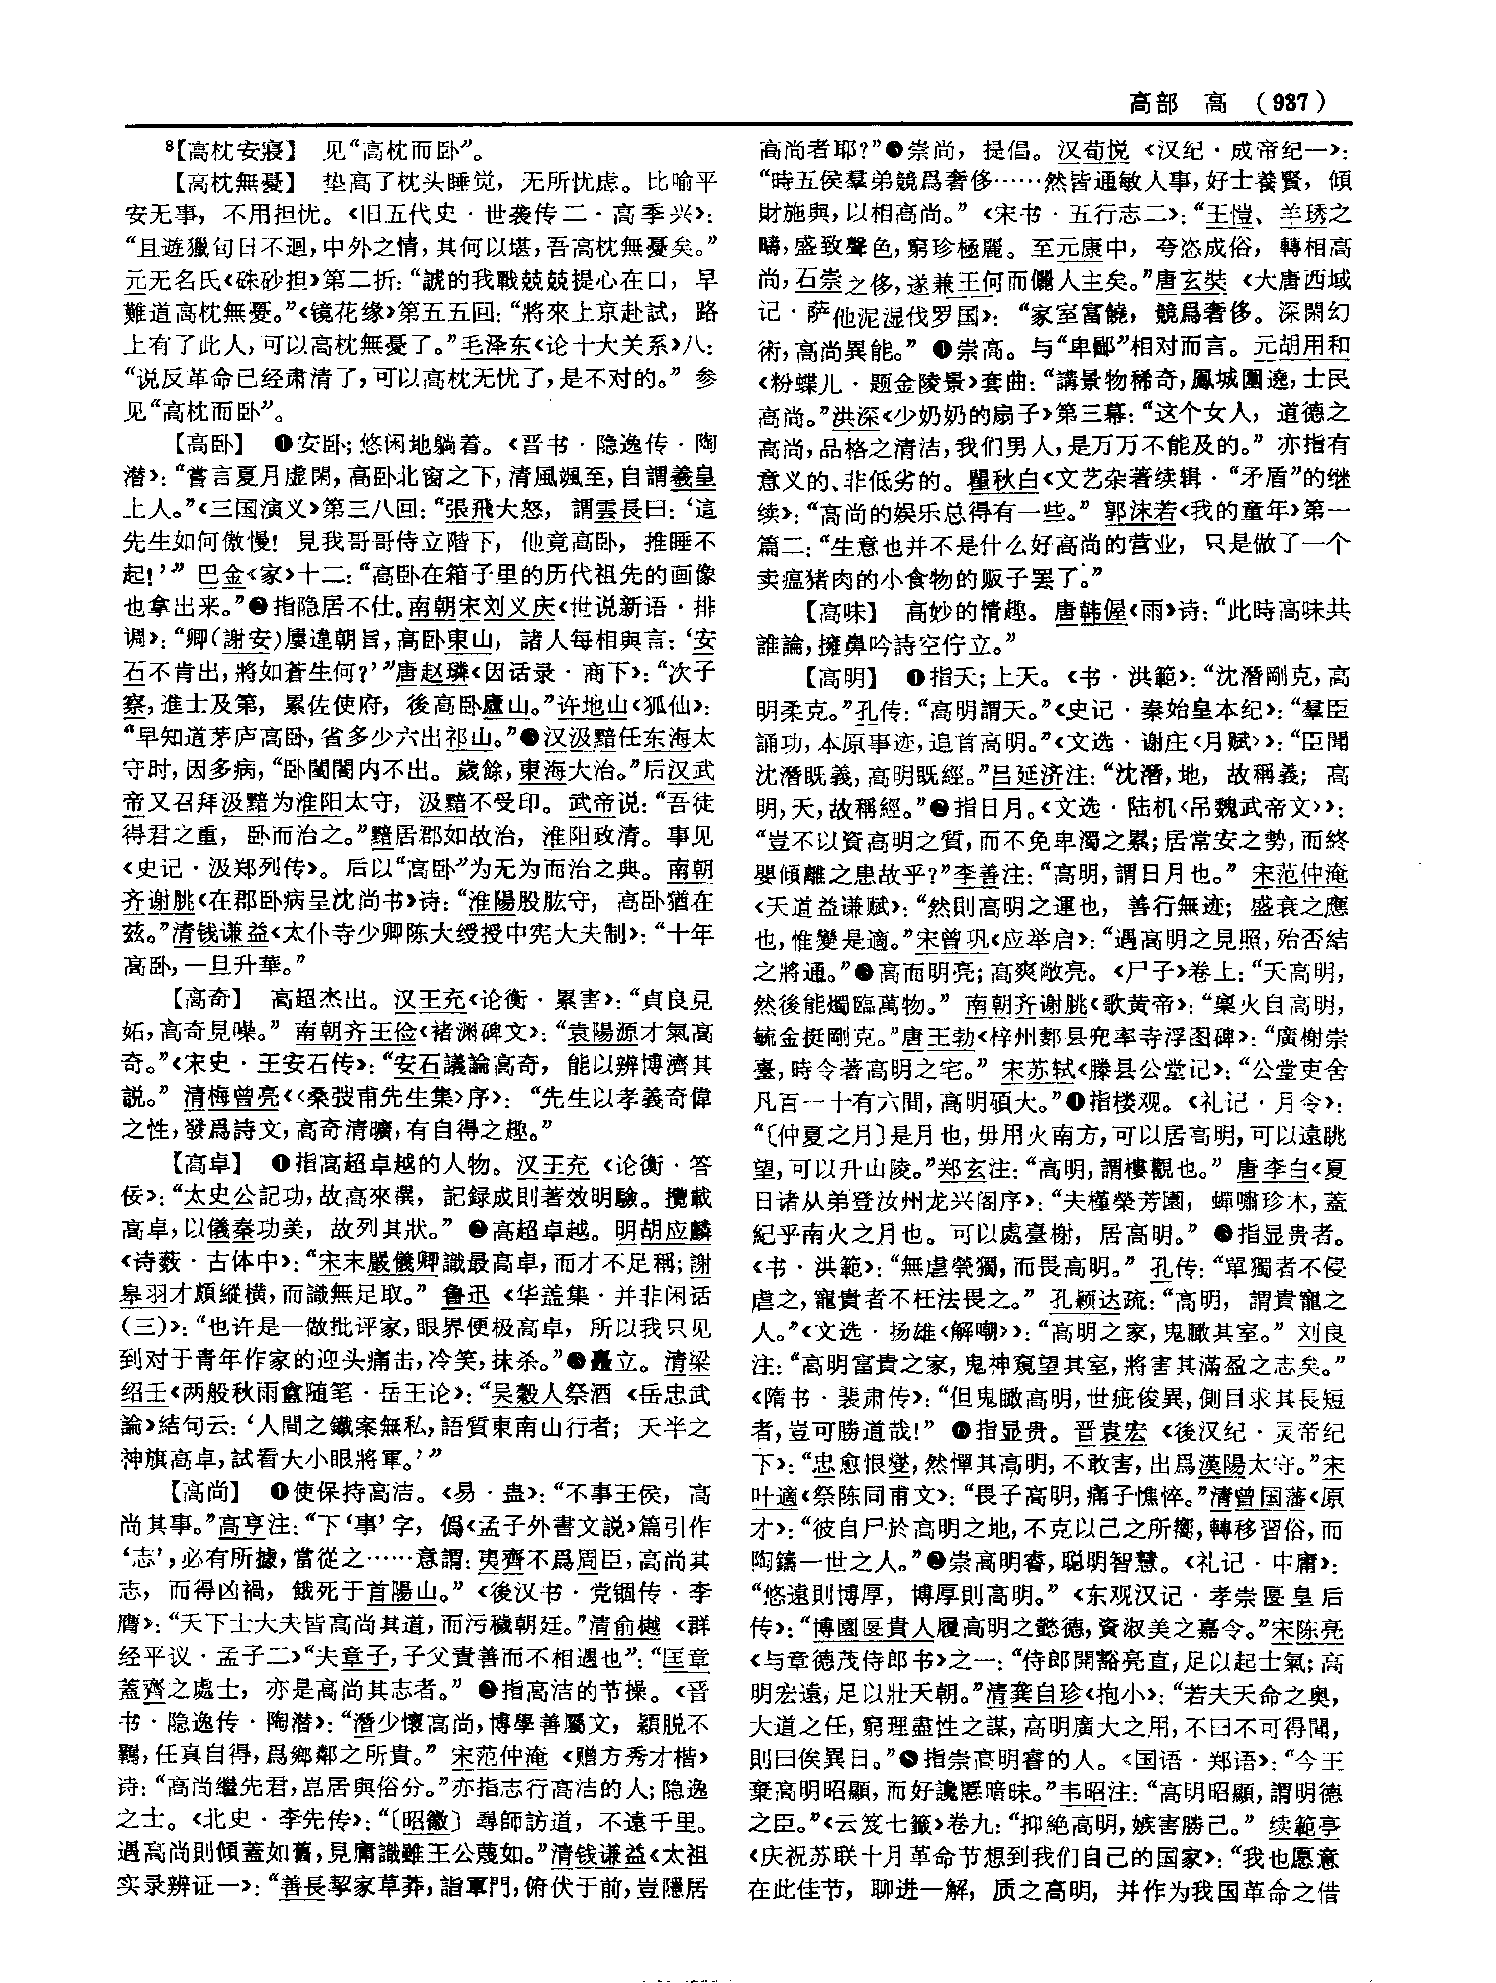 高部　高　（937）
⁸【高枕安寢】　见“高枕而卧”。
【高枕無憂】　垫高了枕头睡觉，无所忧虑。比喻平
安无事，不用担忧。《旧五代史·世袭传二·高季兴》：
“且遊獵旬日不迴，中外之情，其何以堪，吾高枕無憂矣。”
元无名氏《硃砂担》第二折：“諕的我戰兢兢提心在口，早
難道高枕無憂。”《镜花缘》第五五回：“將來上京赴試，路
上有了此人，可以高枕無憂了。”毛泽东《论十大关系》八：
“说反革命已经肃清了，可以高枕无忧了，是不对的。”参
见“高枕而卧”。
【高卧】　❶安卧；悠闲地躺着。《晋书·隐逸传·陶
潜》：“嘗言夏月虚閑，高卧北窗之下，清風颯至，自謂羲皇
上人。”《三国演义》第三八回：“張飛大怒，謂雲長曰：‘這
先生如何傲慢！見我哥哥侍立階下，他竟高卧，推睡不
起！’”巴金《家》十二：“高卧在箱子里的历代祖先的画像
也拿出来。”❷指隐居不仕。南朝宋刘义庆《世说新语·排
调》：“卿（謝安）屢違朝旨，高卧東山，諸人每相與言：‘安
石不肯出，將如蒼生何？’”唐赵璘《因话录·商下》：“次子
察，進士及第，累佐使府，後高卧廬山。”许地山《狐仙》：
“早知道茅庐高卧，省多少六出祁山。”❸汉汲黯任东海太
守时，因多病，“卧閨閤内不出。歲餘，東海大治。”后汉武
帝又召拜汲黯为淮阳太守，汲黯不受印。武帝说：“吾徒
得君之重，卧而治之。”黯居郡如故治，淮阳政清。事见
《史记·汲郑列传》。后以“高卧”为无为而治之典。南朝
齐谢朓《在郡卧病呈沈尚书》诗：“淮陽股肱守，高卧猶在
兹。”清钱谦益《太仆寺少卿陈大绶授中宪大夫制》：“十年
高卧，一旦升華。”
【高奇】　高超杰出。汉王充《论衡·累害》：“貞良見
妬，高奇見噪。”南朝齐王俭《褚渊碑文》：“袁陽源才氣高
奇。”《宋史·王安石传》：“安石議論高奇，能以辨博濟其
説。”清梅曾亮《〈桑弢甫先生集〉序》：“先生以孝義奇偉
之性，發爲詩文，高奇清曠，有自得之趣。”
【高卓】　❶指高超卓越的人物。汉王充《论衡·答
佞》：“太史公記功，故高來禩，記録成則著效明驗。攬載
高卓，以儀秦功美，故列其狀。”❷高超卓越。明胡应麟
《诗薮·古体中》：“宋末嚴儀卿識最高卓，而才不足稱；謝
皋羽才頗縱横，而識無足取。”鲁迅《华盖集·并非闲话
（三）》：“也许是一做批评家，眼界便极高卓，所以我只见
到对于青年作家的迎头痛击，冷笑，抹杀。”❸矗立。清梁
绍壬《两般秋雨盦随笔·岳王论》：“吴穀人祭酒《岳忠武
論》結句云：‘人間之鐵案無私，語質東南山行者；天半之
神旗高卓，試看大小眼將軍。’”
【高尚】　❶使保持高洁。《易·蛊》：“不事王侯，高
尚其事。”高亨注：“下‘事’字，僞《孟子外書文説》篇引作
‘志’，必有所據，當從之……意謂：夷齊不爲周臣，高尚其
志，而得凶禍，餓死于首陽山。”《後汉书·党锢传·李
膺》：“天下士大夫皆高尚其道，而污穢朝廷。”清俞樾《群
经平议·孟子二》“夫章子，子父責善而不相遇也”：“匡章
蓋齊之處士，亦是高尚其志者。”❷指高洁的节操。《晋
书·隐逸传·陶潜》：“潛少懷高尚，博學善屬文，穎脱不
羈，任真自得，爲鄉鄰之所貴。”宋范仲淹《赠方秀才楷》
诗：“高尚繼先君，嵓居與俗分。”亦指志行高洁的人；隐逸
之士。《北史·李先传》：“〔昭徽〕尋師訪道，不遠千里。
遇高尚則傾蓋如舊，見庸識雖王公蔑如。”清钱谦益《太祖
实录辨证一》：“善長挈家草莽，詣軍門，俯伏于前，豈隱居
高尚者耶？”❸崇尚，提倡。汉荀悦《汉纪·成帝纪一》：
“時五侯羣弟競爲奢侈……然皆通敏人事，好士養賢，傾
財施與，以相高尚。”《宋书·五行志二》：“王愷、羊琇之
疇，盛致聲色，窮珍極麗。至元康中，夸恣成俗，轉相高
尚，石崇之侈，遂兼王何而儷人主矣。”唐玄奘《大唐西域
记·萨他泥湿伐罗国》：“家室富饒，競爲奢侈。深閑幻
術，高尚異能。”❹崇高。与“卑鄙”相对而言。元胡用和
《粉蝶儿·题金陵景》套曲：“講景物稀奇，鳳城圍遶，士民
高尚。”洪深《少奶奶的扇子》第三幕：“这个女人，道德之
高尚，品格之清洁，我们男人，是万万不能及的。”亦指有
意义的、非低劣的。瞿秋白《文艺杂著续辑·“矛盾”的继
续》：“高尚的娱乐总得有一些。”郭沫若《我的童年》第一
篇二：“生意也并不是什么好高尚的营业，只是做了一个
卖瘟猪肉的小食物的贩子罢了。”
【高味】　高妙的情趣。唐韩偓《雨》诗：“此時高味共
誰論，擁鼻吟詩空佇立。”
【高明】　❶指天；上天。《书·洪範》：“沈潛剛克，高
明柔克。”孔传：“高明謂天。”《史记·秦始皇本纪》：“羣臣
誦功，本原事迹，追首高明。”《文选·谢庄〈月赋〉》：“臣聞
沈潛既義，高明既經。”吕延济注：“沈潛，地，故稱義；高
明，天，故稱經。”❷指日月。《文选·陆机〈吊魏武帝文〉》：
“豈不以資高明之質，而不免卑濁之累；居常安之勢，而終
嬰傾離之患故乎？”李善注：“高明，謂日月也。”宋范仲淹
《天道益谦赋》：“然則高明之運也，善行無迹；盛衰之應
也，惟變是適。”宋曾巩《应举启》：“遇高明之見照，殆否結
之將通。”❸高而明亮；高爽敞亮。《尸子》卷上：“天高明，
然後能燭臨萬物。”南朝齐谢朓《歌黄帝》：“稟火自高明，
毓金挺剛克。”唐王勃《梓州郪县兜率寺浮图碑》：“廣榭崇
臺，時令著高明之宅。”宋苏轼《滕县公堂记》：“公堂吏舍
凡百一十有六間，高明碩大。”❹指楼观。《礼记·月令》：
“〔仲夏之月〕是月也，毋用火南方，可以居高明，可以遠眺
望，可以升山陵。”郑玄注：“高明，謂樓觀也。”唐李白《夏
日诸从弟登汝州龙兴阁序》：“夫槿榮芳園，蟬嘯珍木，蓋
紀乎南火之月也。可以處臺榭，居高明。”❺指显贵者。
《书·洪範》：“無虐煢獨，而畏高明。”孔传：“單獨者不侵
虐之，寵貴者不枉法畏之。”孔颖达疏：“高明，謂貴寵之
人。”《文选·扬雄〈解嘲〉》：“高明之家，鬼瞰其室。”刘良
注：“高明富貴之家，鬼神窺望其室，將害其滿盈之志矣。”
《隋书·裴肃传》：“但鬼瞰高明，世疵俊異，側目求其長短
者，豈可勝道哉！”❻指显贵。晋袁宏《後汉纪·灵帝纪
下》：“忠愈恨燮，然憚其高明，不敢害，出爲漢陽太守。”宋
叶適《祭陈同甫文》：“畏子高明，痛子憔悴。”清曾国藩《原
才》：“彼自尸於高明之地，不克以己之所嚮，轉移習俗，而
陶鑄一世之人。”❼崇高明睿，聪明智慧。《礼记·中庸》：
“悠遠則博厚，博厚則高明。”《东观汉记·孝崇匽皇后
传》：“博園匽貴人履高明之懿德，資淑美之嘉令。”宋陈亮
《与章德茂侍郎书》之一：“侍郎開豁亮直，足以起士氣；高
明宏遠，足以壯天朝。”清龚自珍《抱小》：“若夫天命之奥，
大道之任，窮理盡性之謀，高明廣大之用，不曰不可得聞，
則曰俟異日。”❽指崇高明睿的人。《国语·郑语》：“今王
棄高明昭顯，而好讒慝暗昧。”韦昭注：“高明昭顯，謂明德
之臣。”《云笈七籤》卷九：“抑絶高明，嫉害勝己。”续範亭
《庆祝苏联十月革命节想到我们自己的国家》：“我也愿意
在此佳节，聊进一解，质之高明，并作为我国革命之借